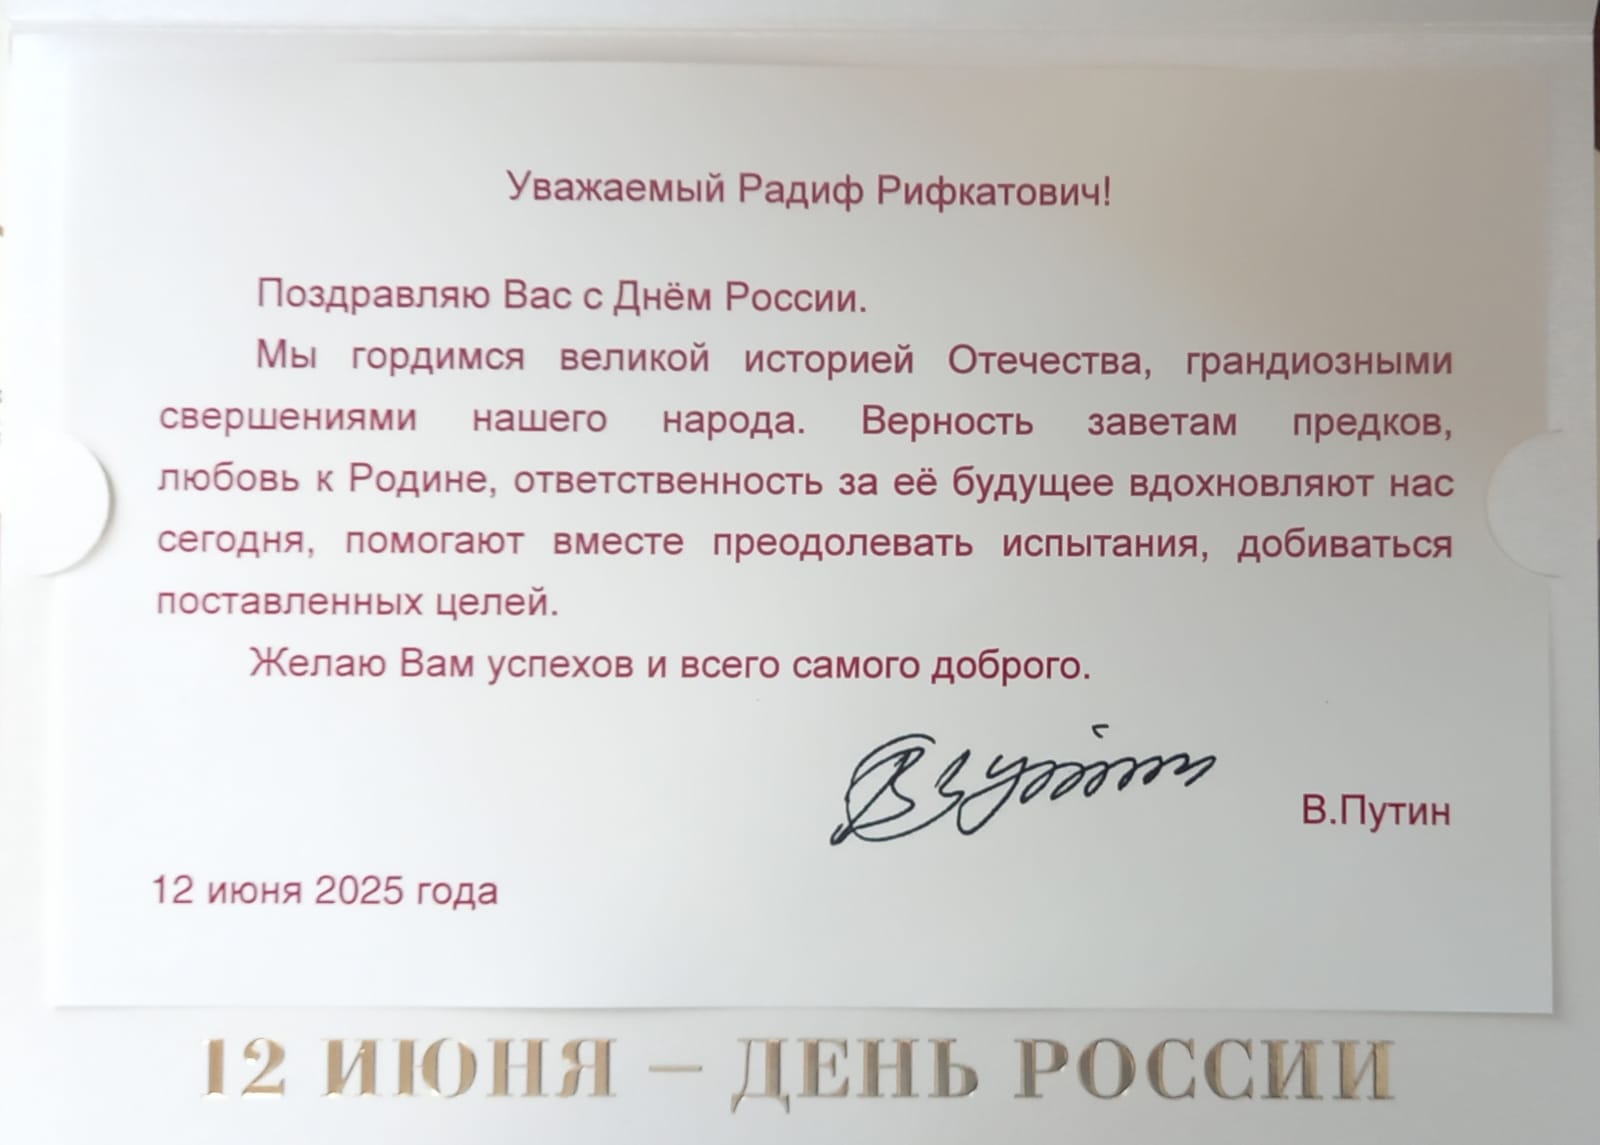 Уважаемый Радиф Рифкатович!
Поздравляю Вас с Днём России.
Мы гордимся великой историей Отечества, грандиозными
свершениями нашего народа. Верность заветам предков,
любовь к Родине, ответственность за её будущее вдохновляют нас
сегодня, помогают вместе преодолевать испытания, добиваться
поставленных целей.
Желаю Вам успехов и всего самого доброго.
В.Путин
12 июня 2025 года
12 ИЮНЯ – ДЕНЬ РОССИИ